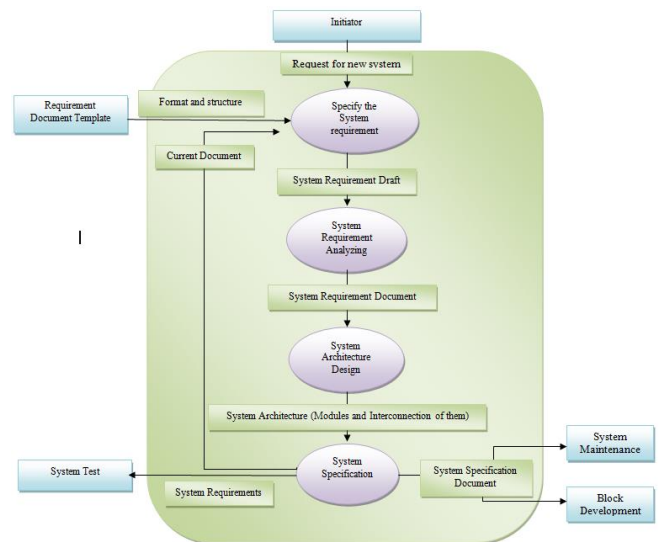 Initiator
Request for new system
Format and structure
Requirement
Document Template
Specify the
System
requirement
Current Document
System Requirement Draft
System
Requirement
Analyzing
System Requirement Document
System
Architecture
Design
System Architecture (Modules and Interconnection of them)
System
Specification
System
Maintenance
System Test
System Specification
Document
System Requirements
Block
Development